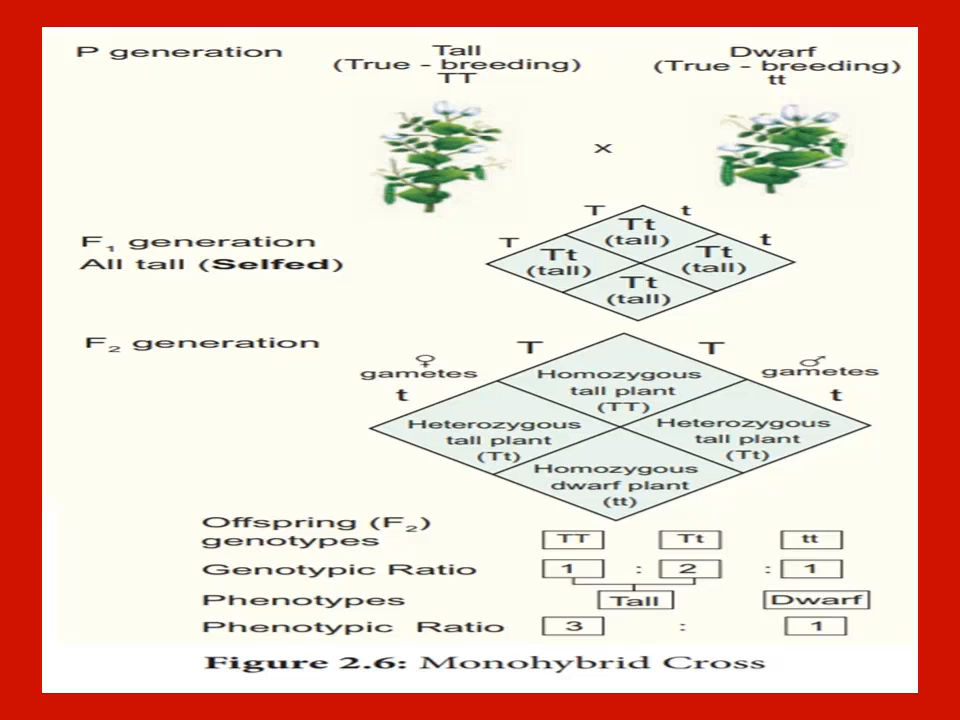 P generation
Tall
(True - breeding)
TT
Dwarf
(True - breeding)
tt
x
F1 generation
All tall (Selfed)
T
t
T
t
Tt
(tall)
Tt
(tall)
Tt
(tall)
Tt
(tall)
F2 generation
♀
gametes
T
T
♂
gametes
t
t
Homozygous
tall plant
(TT)
Heterozygous
tall plant
(Tt)
Heterozygous
tall plant
(Tt)
Homozygous
dwarf plant
(tt)
Offspring (F2)
genotypes
TT
Tt
tt
Genotypic Ratio 1 : 2 : 1
Phenotypes Tall Dwarf
Phenotypic Ratio 3 : 1
Figure 2.6: Monohybrid Cross